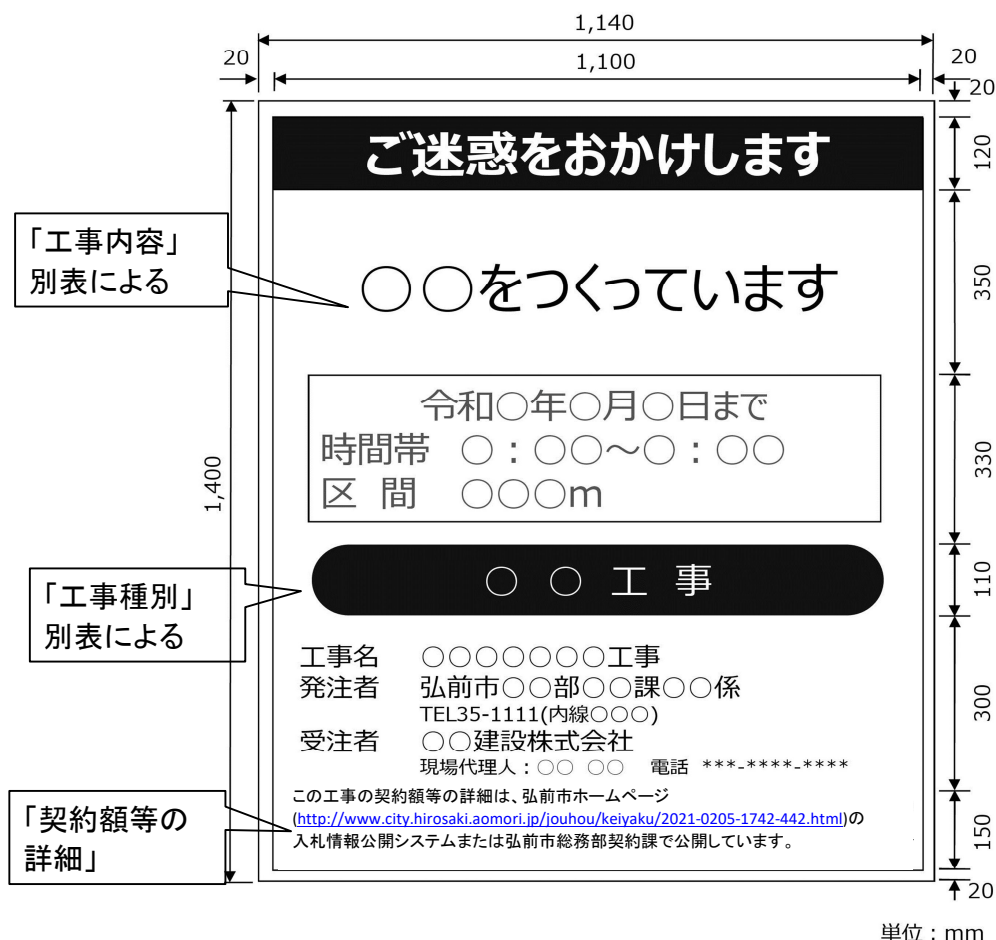 1,140
20
1,100
20
20
ご迷惑をおかけします
120
「工事内容」
別表による
○○をつくっています
350
令和○年○月○日まで
時間帯 ○:○○~○:○○
区 間 ○○○m
330
1,400
○ ○ 工 事
110
「工事種別」
別表による
工事名 ○○○○○○○工事
発注者 弘前市○○部○○課○○係
TEL35-1111(内線○○○)
受注者 ○○建設株式会社
現場代理人:○○ ○○ 電話 ***-****-****
300
この工事の契約額等の詳細は、弘前市ホームページ
(http://www.city.hirosaki.aomori.jp/jouhou/keiyaku/2021-0205-1742-442.html)の
入札情報公開システムまたは弘前市総務部契約課で公開しています。
「契約額等の
詳細」
150
20
単位:mm